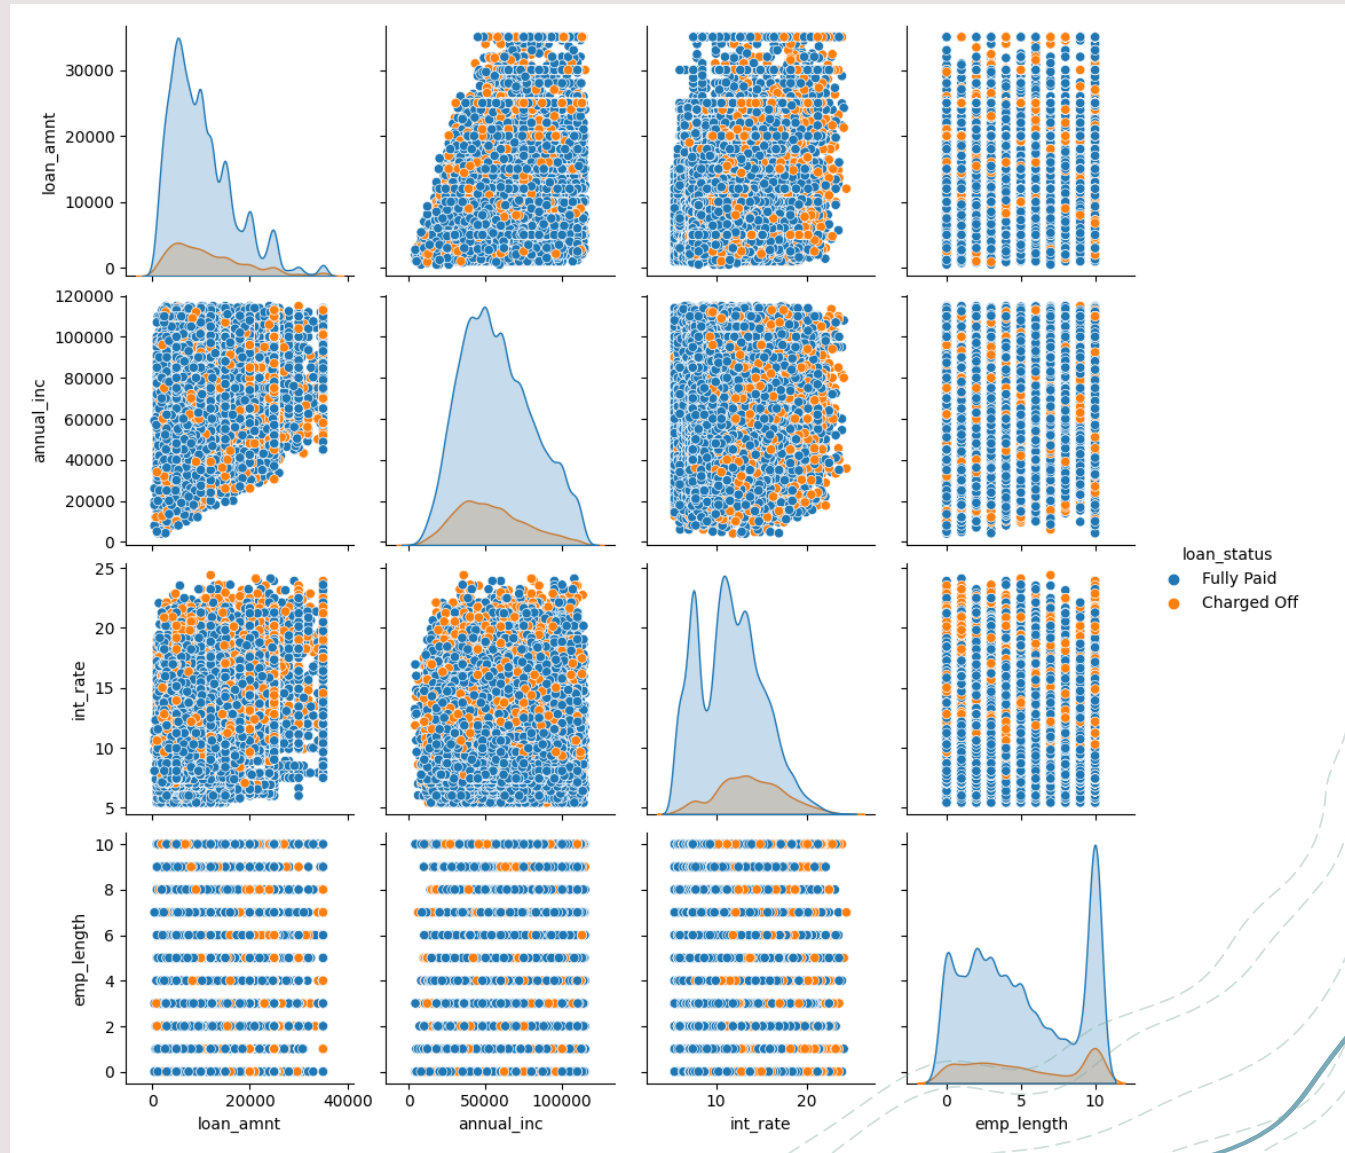 loan_amnt
30000
20000
10000
0
annual_inc
120000
100000
80000
60000
40000
20000
0
int_rate
25
20
15
10
5
emp_length
10
8
6
4
2
0
0 20000 40000
loan_amnt
0 50000 100000
annual_inc
10 20
int_rate
0 5 10
emp_length
loan_status
Fully Paid
Charged Off